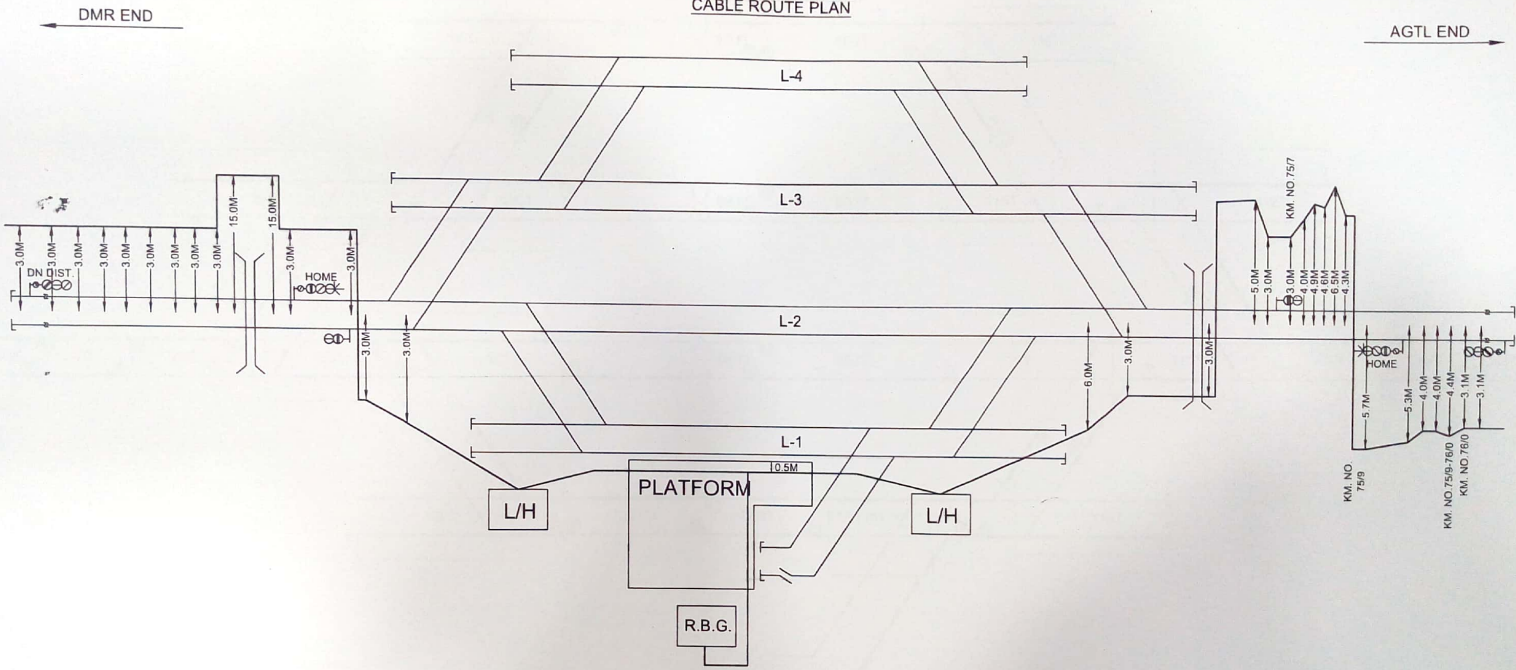 CABLE ROUTE PLAN
DMR END
AGTL END
L-4
L-3
L-2
L-1
3.0M
3.0M
3.0M
3.0M
3.0M
3.0M
3.0M
3.0M
3.0M
15.0M
15.0M
3.0M
3.0M
DN DIST.
HOME
3.0M
3.0M
6.0M
3.0M
3.0M
5.0M
3.0M
3.0M
4.0M
4.9M
4.6M
6.5M
4.3M
KM. NO.75/7
HOME
5.7M
5.3M
4.0M
4.0M
4.4M
3.1M
3.1M
KM. NO.
75/9
KM. NO.75/9-76/0
KM. NO.76/0
0.5M
PLATFORM
L/H
L/H
R.B.G.